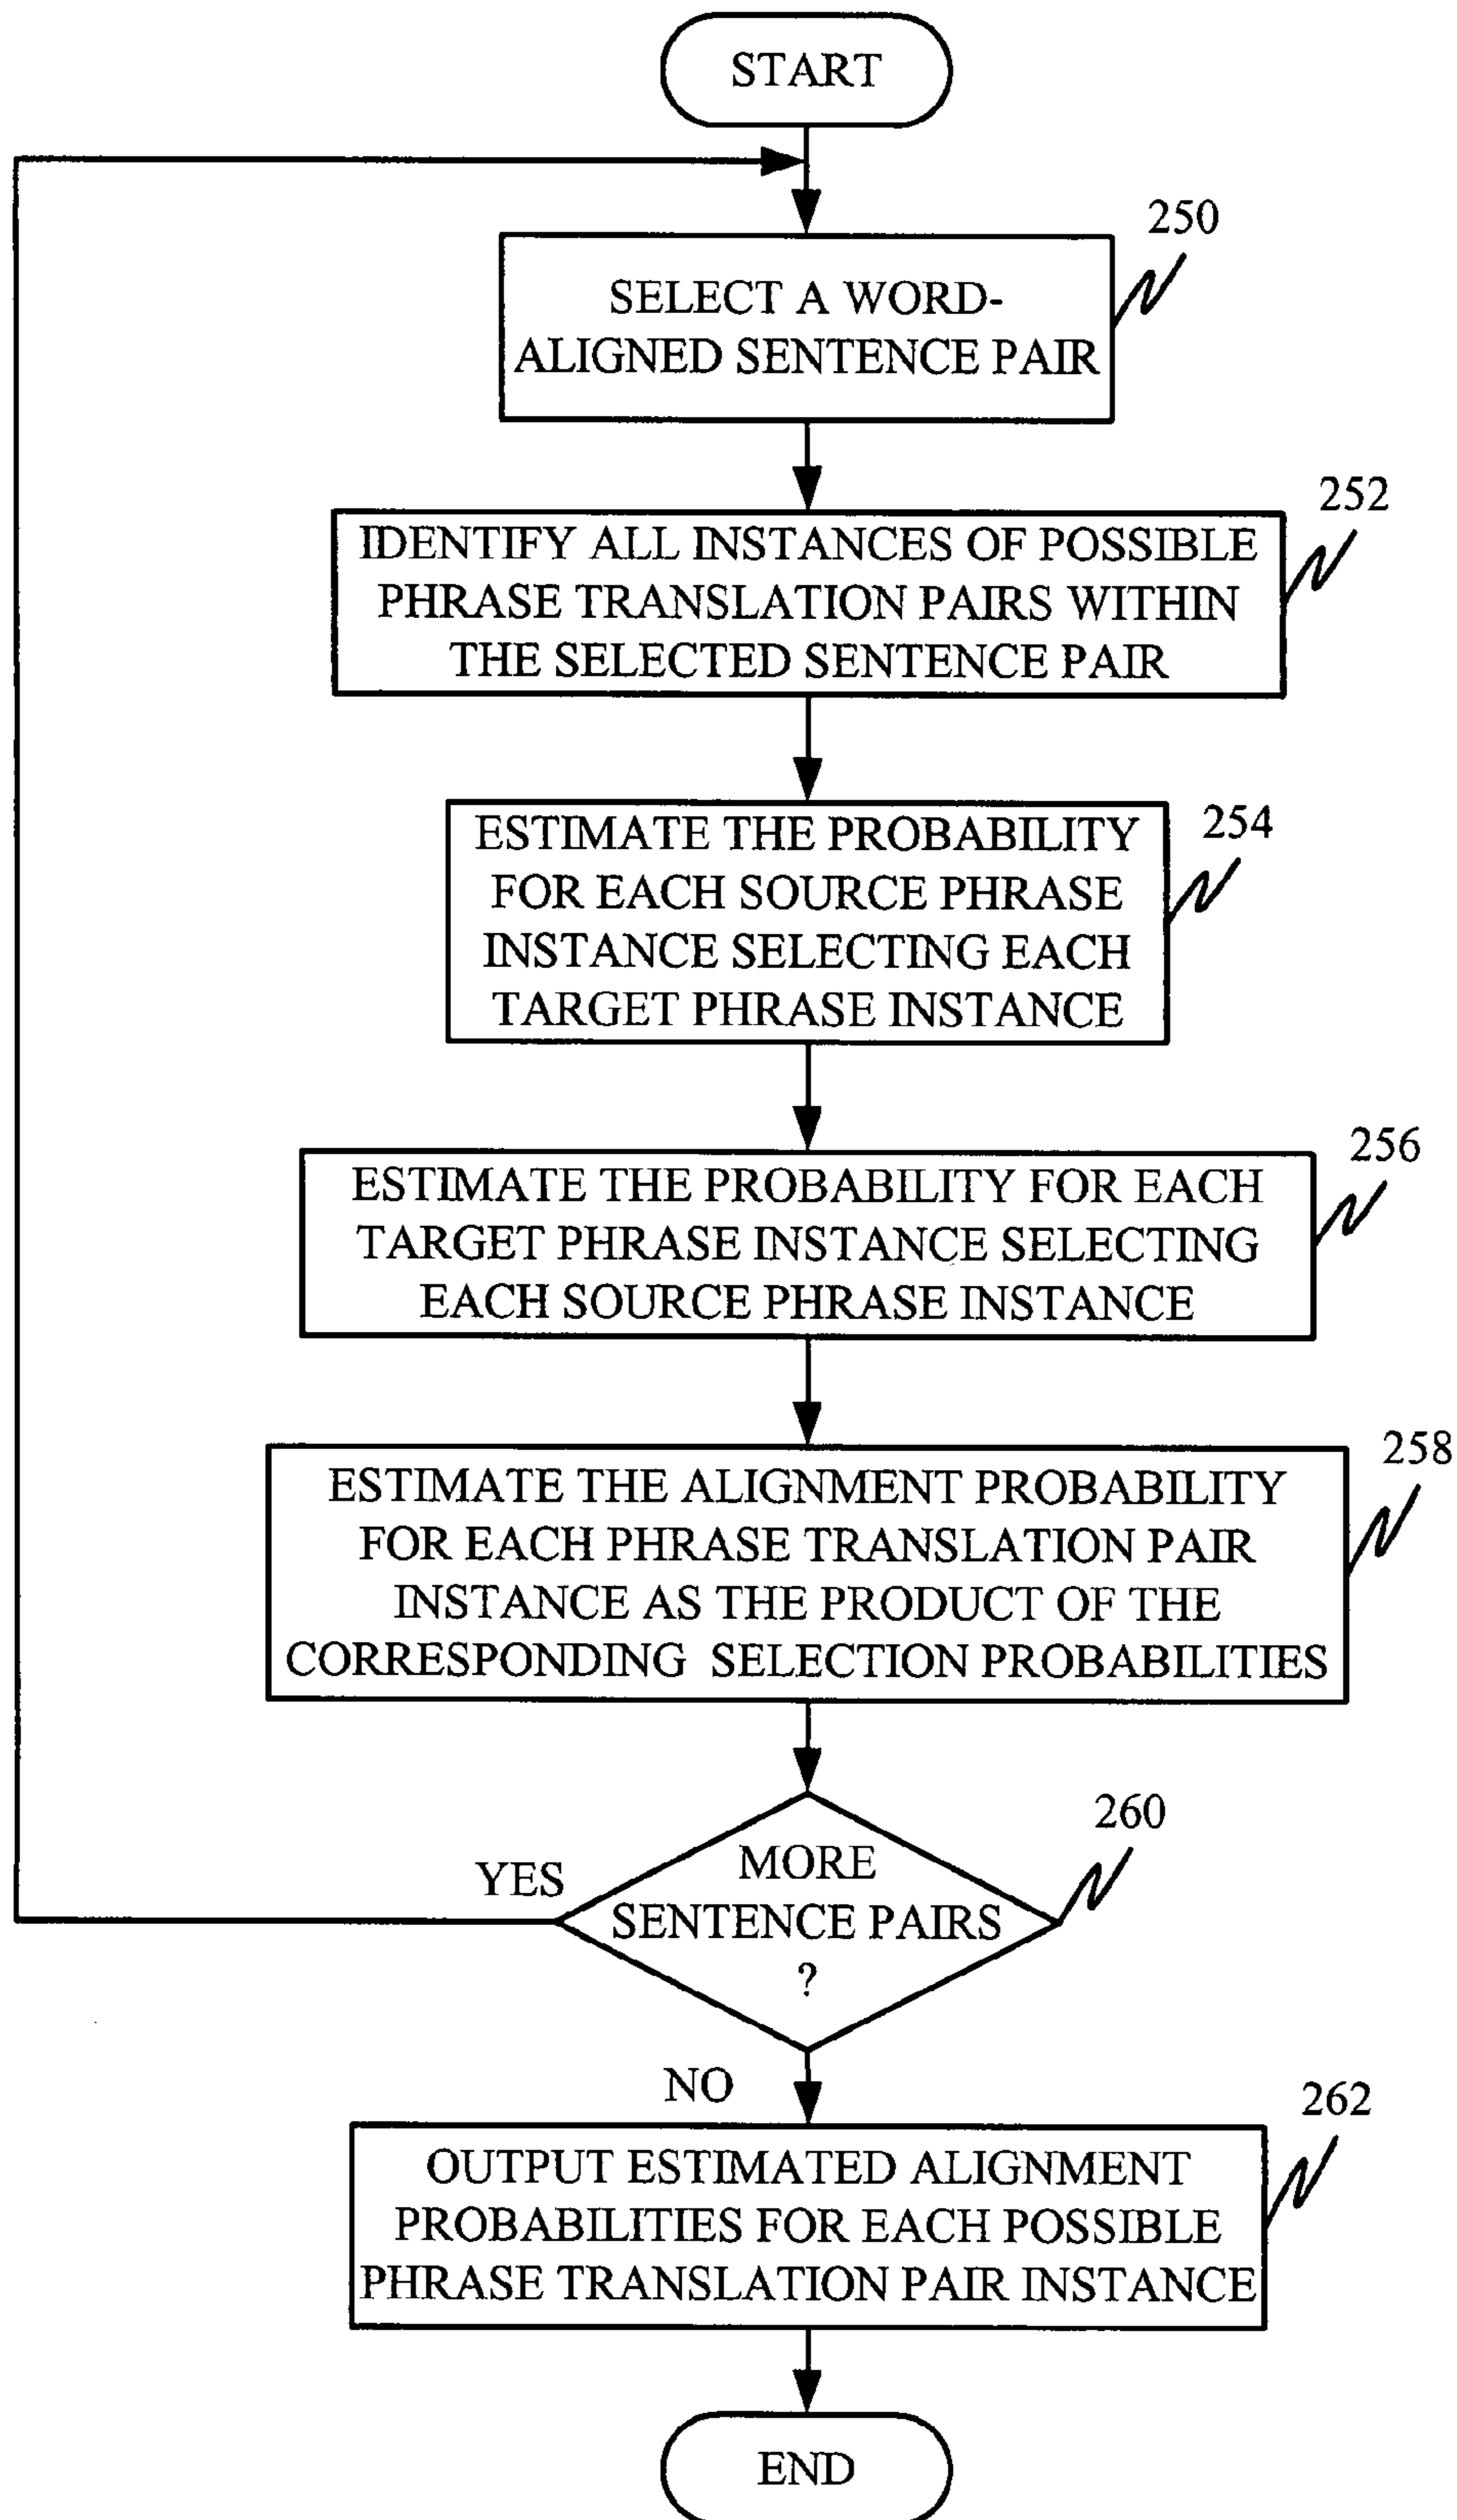 START
250
SELECT A WORD-
ALIGNED SENTENCE PAIR
252
IDENTIFY ALL INSTANCES OF POSSIBLE
PHRASE TRANSLATION PAIRS WITHIN
THE SELECTED SENTENCE PAIR
254
ESTIMATE THE PROBABILITY
FOR EACH SOURCE PHRASE
INSTANCE SELECTING EACH
TARGET PHRASE INSTANCE
256
ESTIMATE THE PROBABILITY FOR EACH
TARGET PHRASE INSTANCE SELECTING
EACH SOURCE PHRASE INSTANCE
258
ESTIMATE THE ALIGNMENT PROBABILITY
FOR EACH PHRASE TRANSLATION PAIR
INSTANCE AS THE PRODUCT OF THE
CORRESPONDING SELECTION PROBABILITIES
260
YES
MORE
SENTENCE PAIRS
?
NO
262
OUTPUT ESTIMATED ALIGNMENT
PROBABILITIES FOR EACH POSSIBLE
PHRASE TRANSLATION PAIR INSTANCE
END